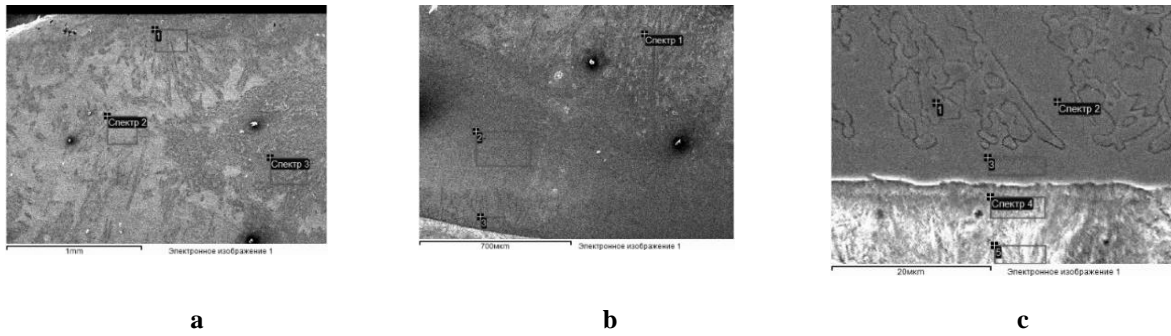 1
Спектр 2
Спектр 3
1mm
Электронное изображение 1
Спектр 1
2
3
700мкm
Электронное изображение 1
1
Спектр 2
3
Спектр 4
5
20мкm
Электронное изображение 1
a
b
c